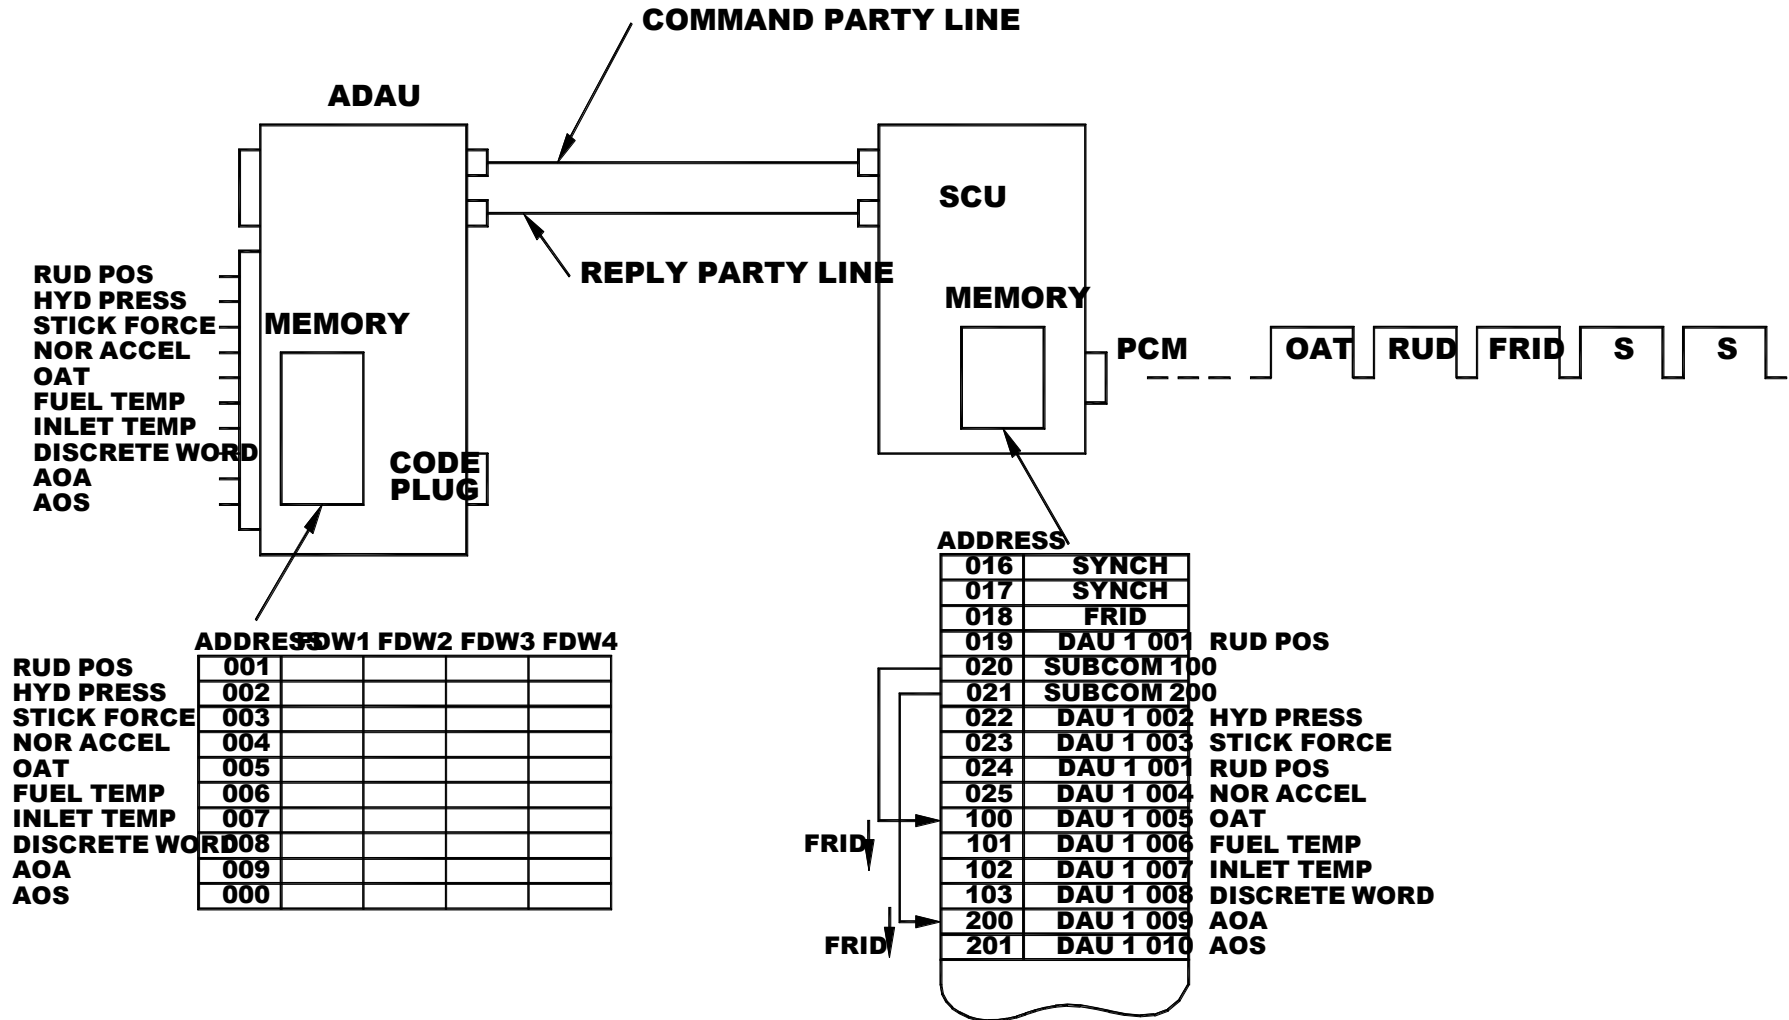 COMMAND PARTY LINE
ADAU
SCU
REPLY PARTY LINE
RUD POS
HYD PRESS
STICK FORCE
NOR ACCEL
OAT
FUEL TEMP
INLET TEMP
DISCRETE WORD
AOA
AOS
MEMORY
CODE
PLUG
MEMORY
PCM
OAT RUD FRID S S
ADDRESS FDW1 FDW2 FDW3 FDW4
RUD POS 001
HYD PRESS 002
STICK FORCE 003
NOR ACCEL 004
OAT 005
FUEL TEMP 006
INLET TEMP 007
DISCRETE WORD 008
AOA 009
AOS 000
ADDRESS
016 SYNCH
017 SYNCH
018 FRID
019 DAU 1 001 RUD POS
020 SUBCOM 100
021 SUBCOM 200
022 DAU 1 002 HYD PRESS
023 DAU 1 003 STICK FORCE
024 DAU 1 001 RUD POS
025 DAU 1 004 NOR ACCEL
100 DAU 1 005 OAT
FRID
101 DAU 1 006 FUEL TEMP
102 DAU 1 007 INLET TEMP
103 DAU 1 008 DISCRETE WORD
200 DAU 1 009 AOA
FRID
201 DAU 1 010 AOS